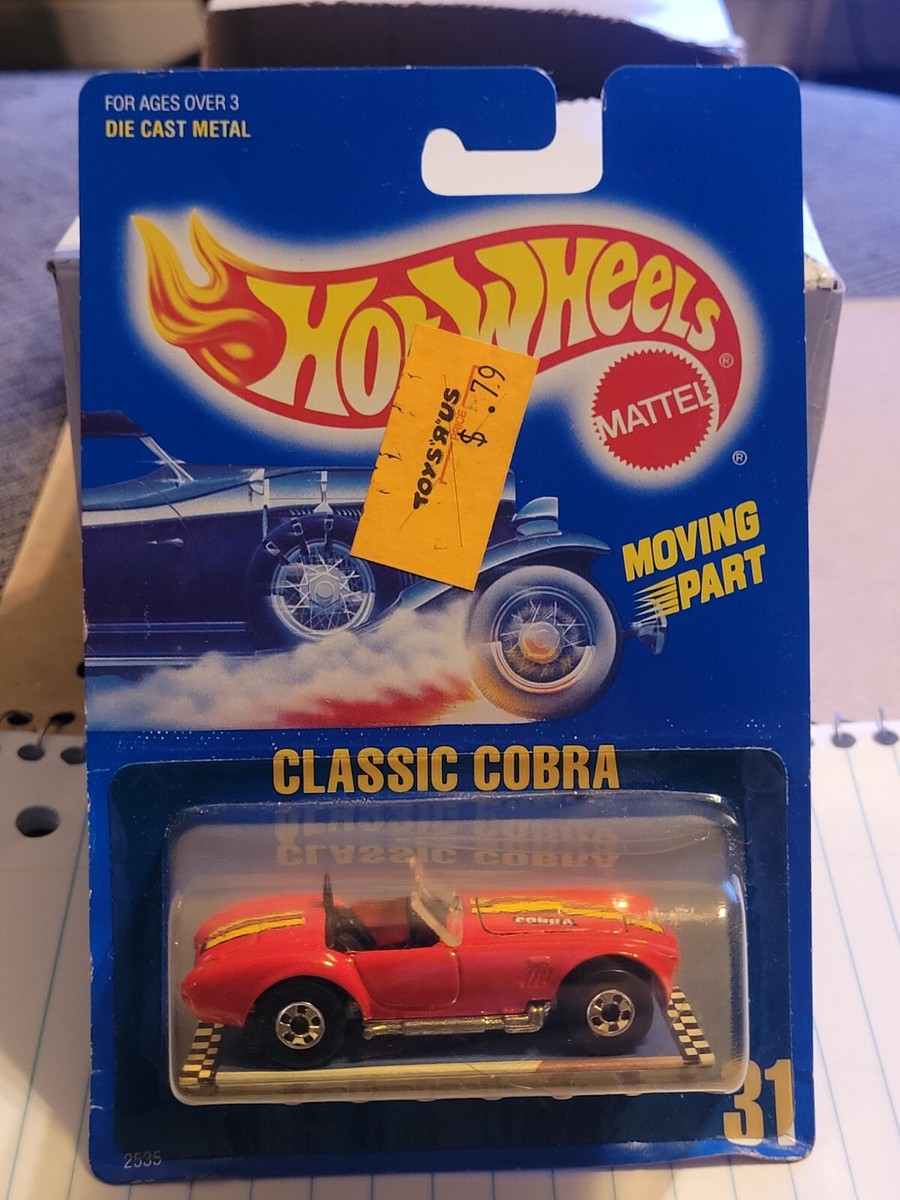 FOR AGES OVER 3
DIE CAST METAL
HOT WHEELS
®
MATTEL
®
TOYS.R.US
PRICE
$ .79
MOVING
PART
CLASSIC COBRA
COBRA
31
2535